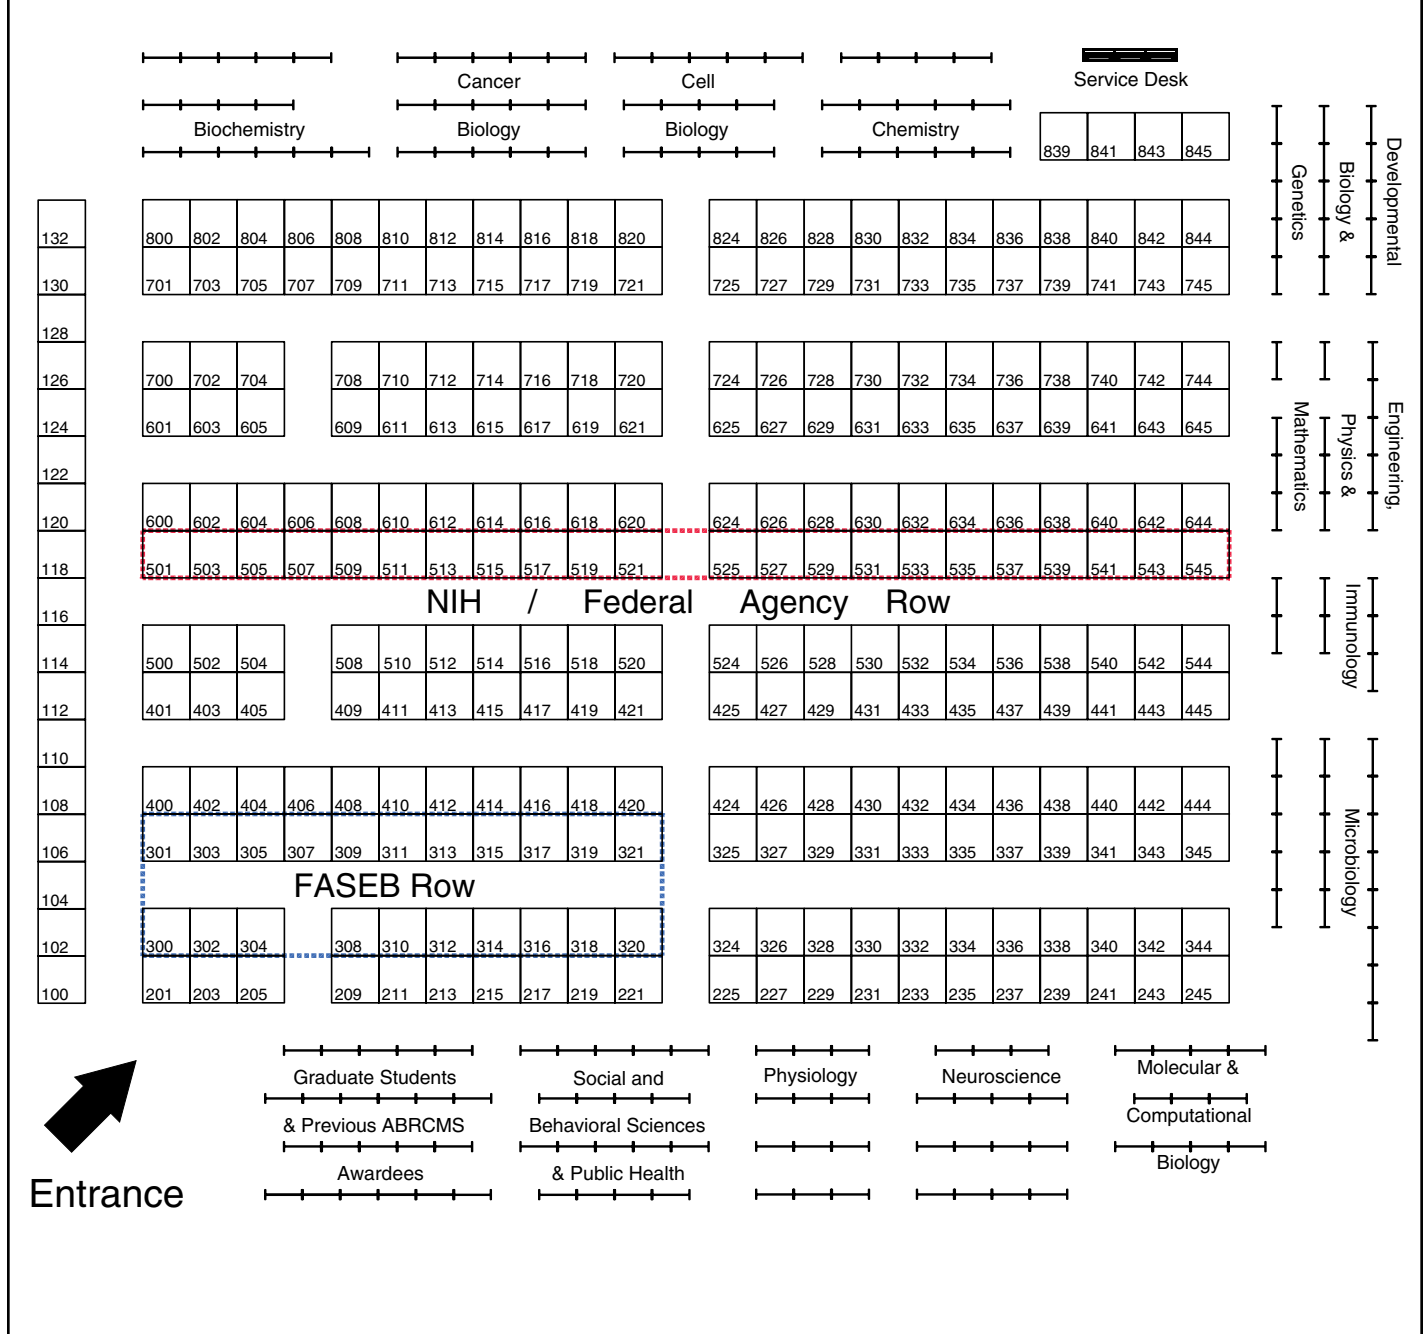 Cancer Cell Service Desk
Biochemistry Biology Biology Chemistry
839 841 843 845
Genetics
Biology &
Developmental
132 800 802 804 806 808 810 812 814 816 818 820 824 826 828 830 832 834 836 838 840 842 844
130 701 703 705 707 709 711 713 715 717 719 721 725 727 729 731 733 735 737 739 741 743 745
128
126 700 702 704 708 710 712 714 716 718 720 724 726 728 730 732 734 736 738 740 742 744
124 601 603 605 609 611 613 615 617 619 621 625 627 629 631 633 635 637 639 641 643 645
Mathematics
Physics &
Engineering,
122
120 600 602 604 606 608 610 612 614 616 618 620 624 626 628 630 632 634 636 638 640 642 644
118 501 503 505 507 509 511 513 515 517 519 521 525 527 529 531 533 535 537 539 541 543 545
NIH / Federal Agency Row
116
Immunology
114 500 502 504 508 510 512 514 516 518 520 524 526 528 530 532 534 536 538 540 542 544
112 401 403 405 409 411 413 415 417 419 421 425 427 429 431 433 435 437 439 441 443 445
110
108 400 402 404 406 408 410 412 414 416 418 420 424 426 428 430 432 434 436 438 440 442 444
106 301 303 305 307 309 311 313 315 317 319 321 325 327 329 331 333 335 337 339 341 343 345
Microbiology
FASEB Row
104
102 300 302 304 308 310 312 314 316 318 320 324 326 328 330 332 334 336 338 340 342 344
100 201 203 205 209 211 213 215 217 219 221 225 227 229 231 233 235 237 239 241 243 245
Graduate Students Social and Physiology Neuroscience Molecular &
& Previous ABRCMS Behavioral Sciences Computational
Awardees & Public Health Biology
Entrance